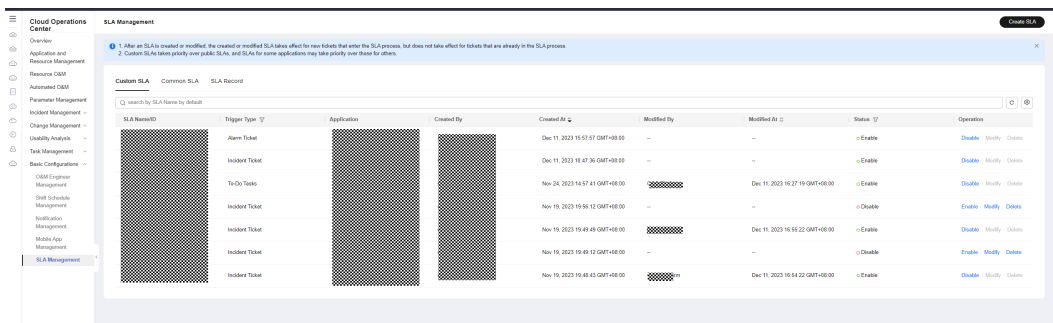 Cloud Operations Center
SLA Management
Create SLA
Overview
Application and Resource Management
Resource O&M
Automated O&M
Parameter Management
Incident Management
Change Management
Usability Analysis
Task Management
Basic Configurations
O&M Engineer Management
Shift Schedule Management
Notification Management
Mobile App Management
SLA Management
1. After an SLA is created or modified, the created or modified SLA takes effect for new tickets that enter the SLA process, but does not take effect for tickets that are already in the SLA process.
2. Custom SLAs takes priority over public SLAs, and SLAs for some applications may take priority over those for others.
Custom SLA Common SLA SLA Record
search by SLA Name by default
SLA Name/ID Trigger Type Application Created By Created At Modified By Modified At Status Operation
Alarm Ticket Dec 11, 2023 15:57:57 GMT+08:00 -- -- Enable Disable Modify Delete
Incident Ticket Dec 11, 2023 10:47:36 GMT+08:00 -- -- Enable Disable Modify Delete
To-Do Tasks Nov 24, 2023 14:57:41 GMT+08:00 Dec 11, 2023 16:27:19 GMT+08:00 Enable Disable Modify Delete
Incident Ticket Nov 19, 2023 19:56:12 GMT+08:00 -- -- Disable Enable Modify Delete
Incident Ticket Nov 19, 2023 19:49:49 GMT+08:00 Dec 11, 2023 16:55:22 GMT+08:00 Enable Disable Modify Delete
Incident Ticket Nov 19, 2023 19:49:12 GMT+08:00 -- -- Disable Enable Modify Delete
Incident Ticket Nov 19, 2023 19:48:43 GMT+08:00 Dec 11, 2023 16:54:22 GMT+08:00 Enable Disable Modify Delete